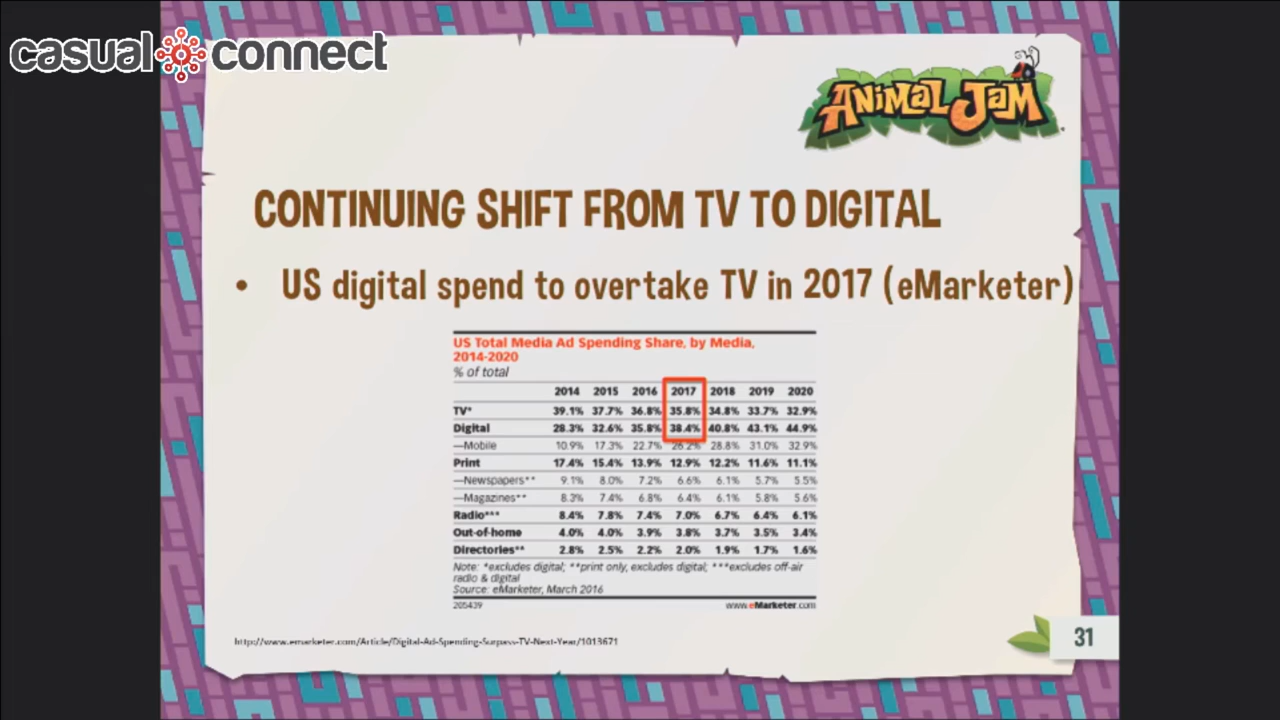 casual connect
ANIMAL JAM
CONTINUING SHIFT FROM TV TO DIGITAL
• US digital spend to overtake TV in 2017 (eMarketer)
US Total Media Ad Spending Share, by Media,
2014-2020
% of total
2014 2015 2016 2017 2018 2019 2020
TV* 39.1% 37.7% 36.8% 35.8% 34.8% 33.7% 32.9%
Digital 28.3% 32.6% 35.8% 38.4% 40.8% 43.1% 44.9%
—Mobile 10.9% 17.3% 22.7% 26.2% 28.8% 31.0% 32.9%
Print 17.4% 15.4% 13.9% 12.9% 12.2% 11.6% 11.1%
—Newspapers** 9.1% 8.0% 7.2% 6.6% 6.1% 5.7% 5.5%
—Magazines** 8.3% 7.4% 6.8% 6.4% 6.1% 5.8% 5.6%
Radio*** 8.4% 7.8% 7.4% 7.0% 6.7% 6.4% 6.1%
Out-of-home 4.0% 4.0% 3.9% 3.8% 3.7% 3.5% 3.4%
Directories** 2.8% 2.5% 2.2% 2.0% 1.9% 1.7% 1.6%
Note: *excludes digital; **print only, excludes digital; ***excludes off-air
radio & digital
Source: eMarketer, March 2016
205439 www.eMarketer.com
http://www.emarketer.com/Article/Digital-Ad-Spending-Surpass-TV-Next-Year/1013671
31